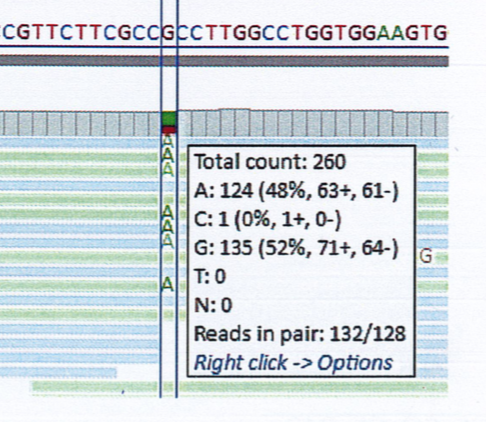 CCGTTCTTCGCCGCCTTGGCCTGGTGGAAGTG
A
A
A
A
A
A
A
Total count: 260
A: 124 (48%, 63+, 61-)
C: 1 (0%, 1+, 0-)
G: 135 (52%, 71+, 64-)
T: 0
N: 0
Reads in pair: 132/128
Right click -> Options
G